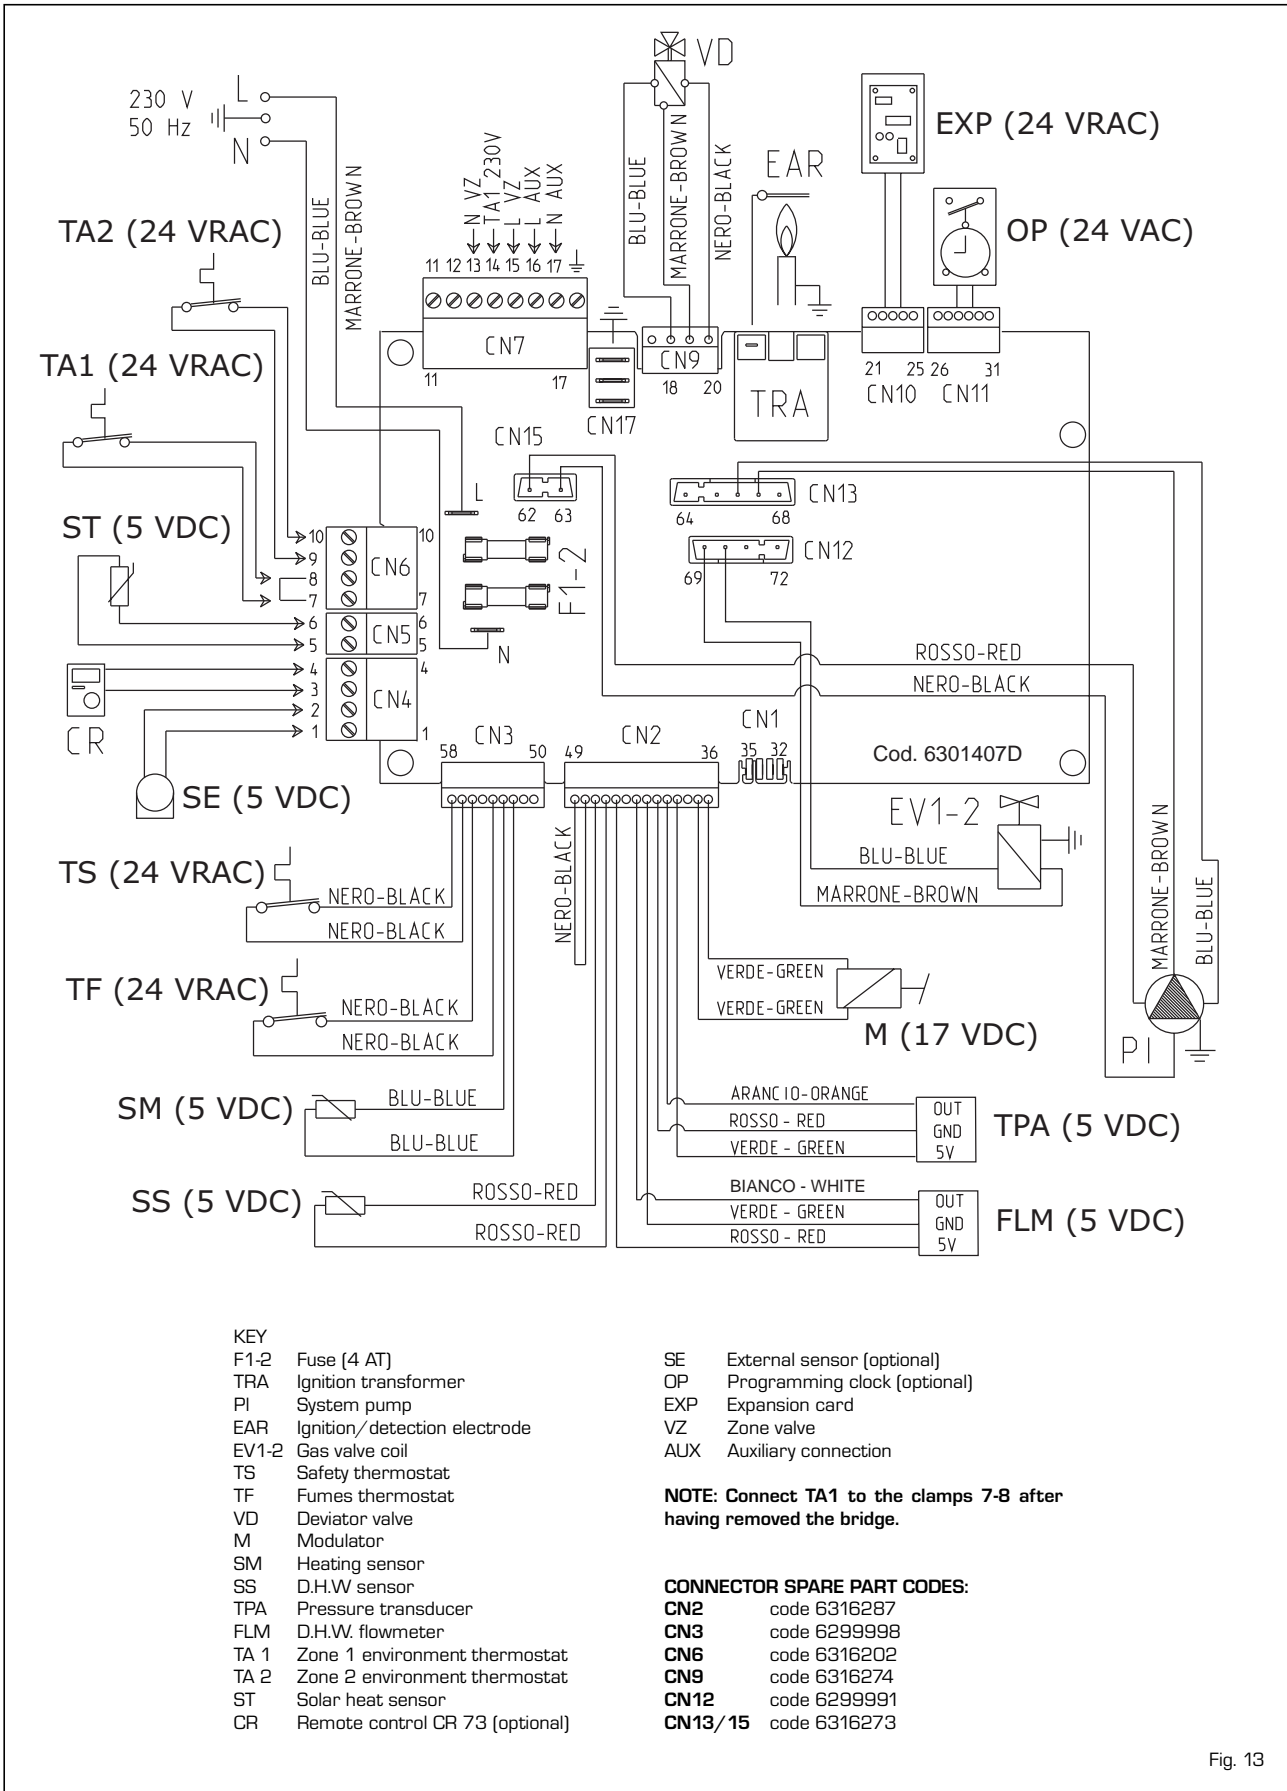 VD
L
230 V
50 Hz
N
BLU-BLUE
MARRONE-BROWN
N VZ
TA1 230V
L VZ
L AUX
N AUX
BLU-BLUE
MARRONE-BROWN
NERO-BLACK
EAR
EXP (24 VRAC)
OP (24 VAC)
TA2 (24 VRAC)
11 12 13 14 15 16 17
CN7
11 17
CN17
CN9
18 20
TRA
21 25 26 31
CN10 CN11
TA1 (24 VRAC)
CN15
62 63
L
CN13
64 68
CN12
69 72
F1-2
N
ST (5 VDC)
10 10
9
8
7 7
CN6
6 6
5 5
CN5
4 4
3
2
1 1
CN4
CR
SE (5 VDC)
ROSSO-RED
NERO-BLACK
CN3
58 50
CN2
49 36
CN1
35 32
Cod. 6301407D
EV1-2
BLU-BLUE
MARRONE-BROWN
MARRONE-BROWN
BLU-BLUE
TS (24 VRAC)
NERO-BLACK
NERO-BLACK
NERO-BLACK
TF (24 VRAC)
NERO-BLACK
NERO-BLACK
VERDE-GREEN
VERDE-GREEN
M (17 VDC)
PI
SM (5 VDC)
BLU-BLUE
BLU-BLUE
ARANCIO-ORANGE
ROSSO - RED
VERDE - GREEN
OUT
GND
5V
TPA (5 VDC)
SS (5 VDC)
ROSSO-RED
ROSSO-RED
BIANCO - WHITE
VERDE - GREEN
ROSSO - RED
OUT
GND
5V
FLM (5 VDC)
KEY
F1-2 Fuse (4 AT)
TRA Ignition transformer
PI System pump
EAR Ignition/detection electrode
EV1-2 Gas valve coil
TS Safety thermostat
TF Fumes thermostat
VD Deviator valve
M Modulator
SM Heating sensor
SS D.H.W sensor
TPA Pressure transducer
FLM D.H.W. flowmeter
TA 1 Zone 1 environment thermostat
TA 2 Zone 2 environment thermostat
ST Solar heat sensor
CR Remote control CR 73 (optional)
SE External sensor (optional)
OP Programming clock (optional)
EXP Expansion card
VZ Zone valve
AUX Auxiliary connection
NOTE: Connect TA1 to the clamps 7-8 after
having removed the bridge.
CONNECTOR SPARE PART CODES:
CN2 code 6316287
CN3 code 6299998
CN6 code 6316202
CN9 code 6316274
CN12 code 6299991
CN13/15 code 6316273
Fig. 13